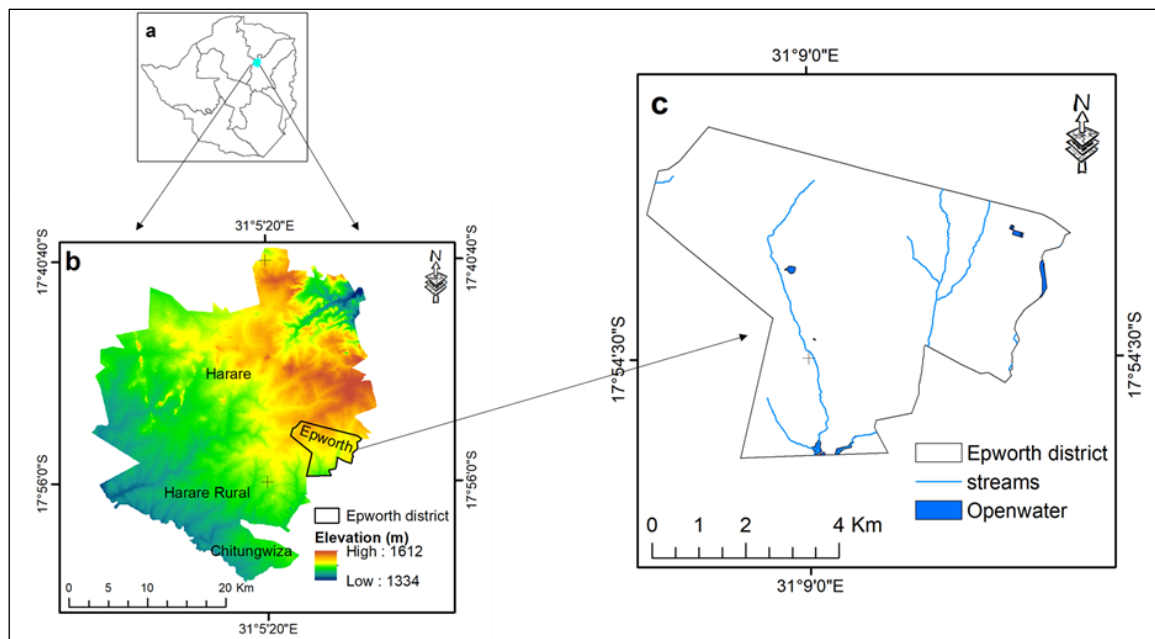 a
b
31°5'20"E
17°40'40"S
17°40'40"S
N
Harare
Epworth
Harare Rural
Chitungwiza
17°56'0"S
17°56'0"S
Epworth district
Elevation (m)
High : 1612
Low : 1334
0 5 10 20 Km
31°5'20"E
31°9'0"E
c
N
17°54'30"S
17°54'30"S
Epworth district
streams
Openwater
0 1 2 4 Km
31°9'0"E